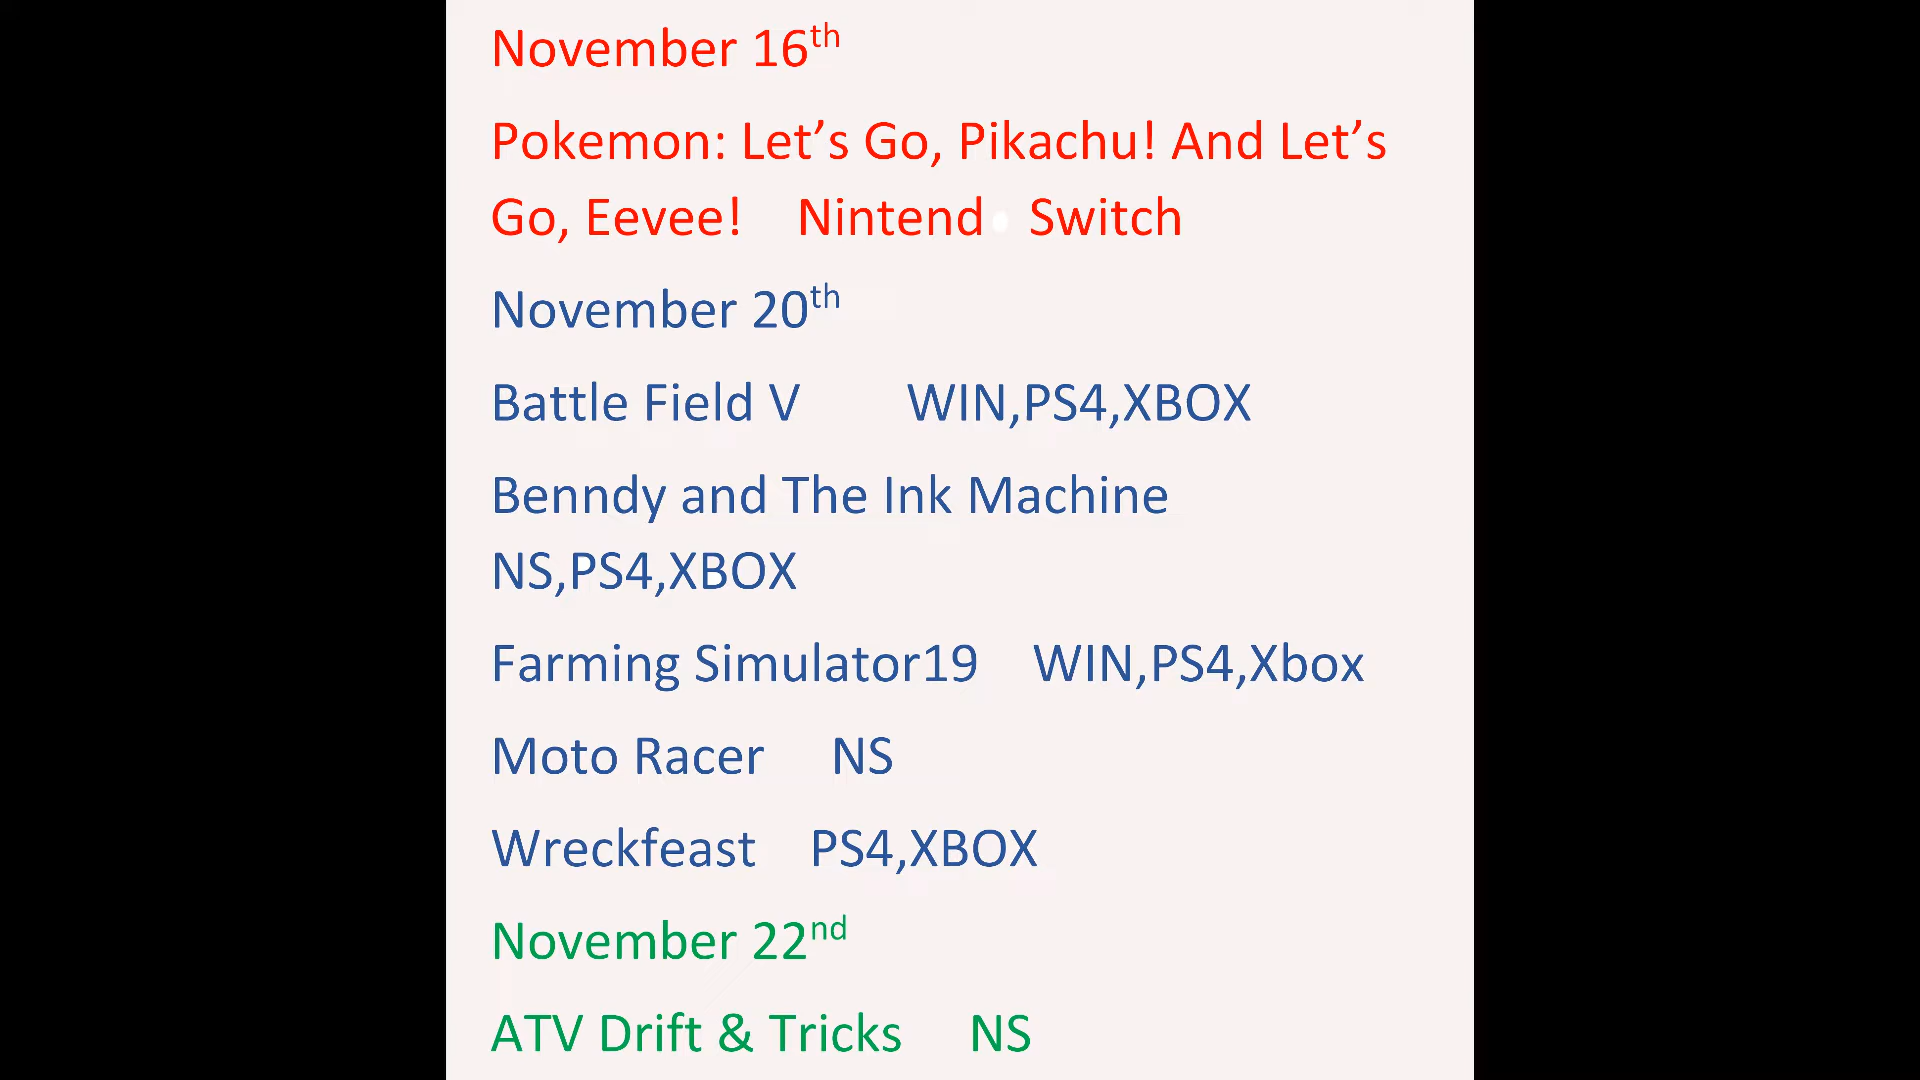 November 16th
Pokemon: Let’s Go, Pikachu! And Let’s
Go, Eevee! Nintend Switch
November 20th
Battle Field V WIN,PS4,XBOX
Benndy and The Ink Machine
NS,PS4,XBOX
Farming Simulator19 WIN,PS4,Xbox
Moto Racer NS
Wreckfeast PS4,XBOX
November 22nd
ATV Drift & Tricks NS